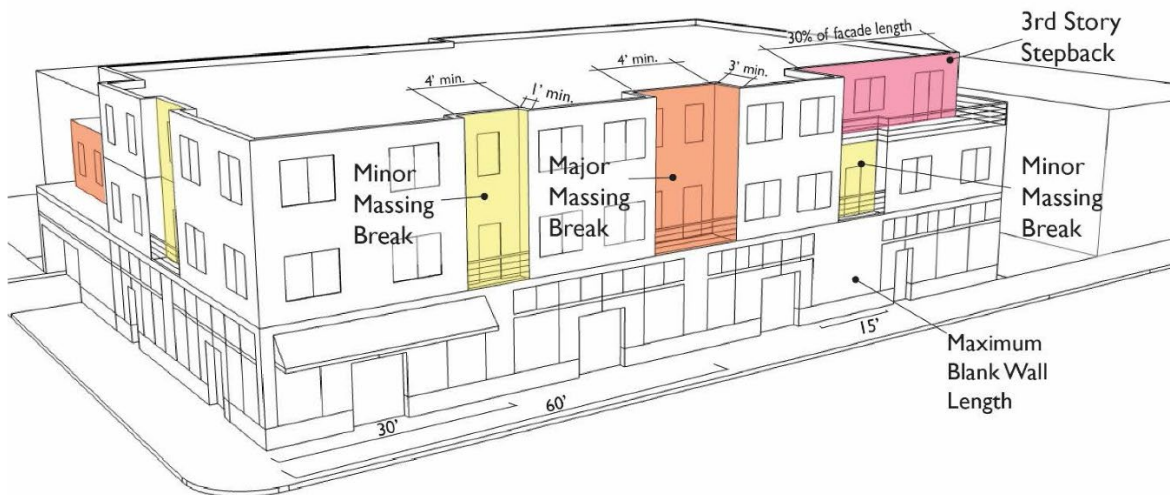 3rd Story
Stepback
30% of facade length
4' min.
3' min.
4' min.
1' min.
Minor
Massing
Break
Major
Massing
Break
Minor
Massing
Break
15'
Maximum
Blank Wall
Length
60'
30'